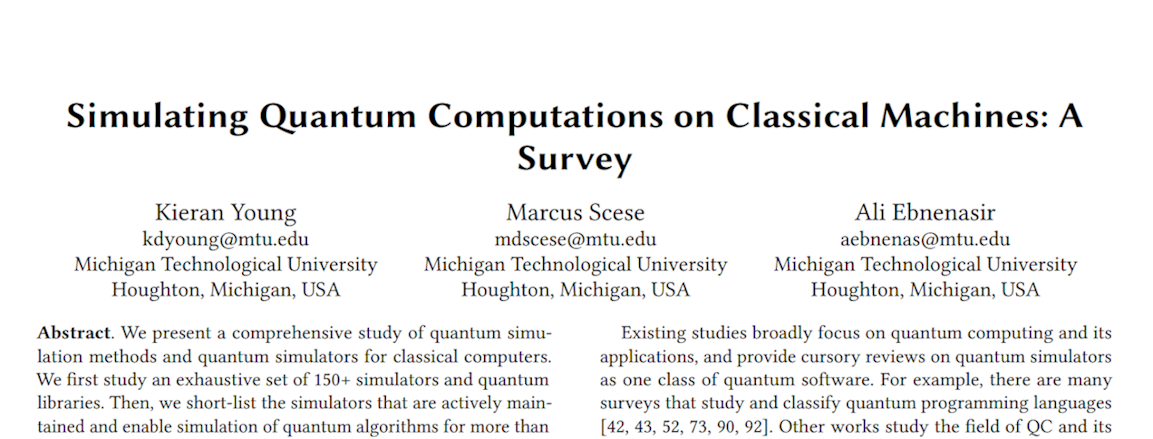 Simulating Quantum Computations on Classical Machines: A
Survey
Kieran Young
kdyoung@mtu.edu
Michigan Technological University
Houghton, Michigan, USA
Marcus Scese
mdscese@mtu.edu
Michigan Technological University
Houghton, Michigan, USA
Ali Ebnenasir
aebnenas@mtu.edu
Michigan Technological University
Houghton, Michigan, USA
Abstract. We present a comprehensive study of quantum simu-
lation methods and quantum simulators for classical computers.
We first study an exhaustive set of 150+ simulators and quantum
libraries. Then, we short-list the simulators that are actively main-
tained and enable simulation of quantum algorithms for more than
Existing studies broadly focus on quantum computing and its
applications, and provide cursory reviews on quantum simulators
as one class of quantum software. For example, there are many
surveys that study and classify quantum programming languages
[42, 43, 52, 73, 90, 92]. Other works study the field of QC and its